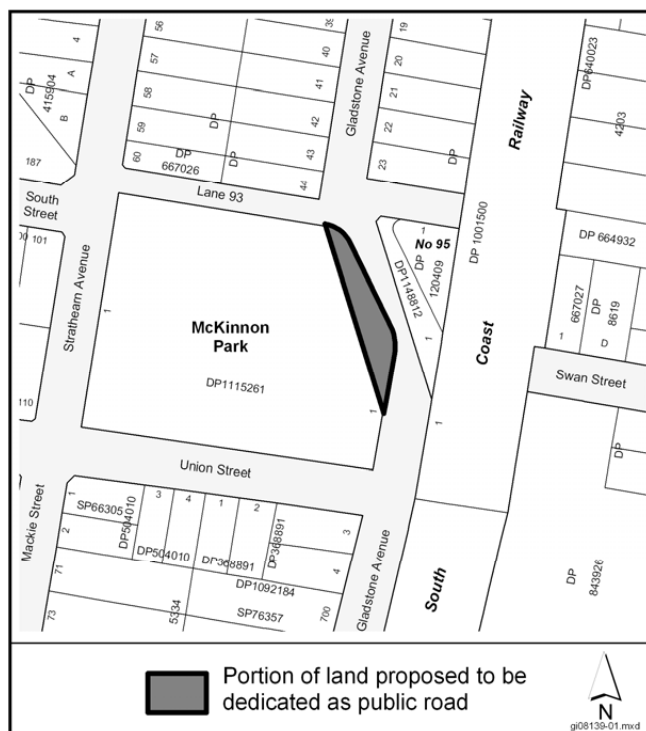 56
57
58
59
60
DP
667026
DP
39
40
41
42
43
44
Gladstone Avenue
19
20
21
22
23
DP
4
A
B
DP
415904
187
South
Street
101
110
Strathearn Avenue
Lane 93
1
No 95
DP
120409
DP1148812
1
DP 1001500
Railway
Coast
South
1
DP640023
4203
DP 664932
667027
DP
8619
1
D
Swan Street
DP
DP
DP
843926
McKinnon
Park
1
DP1115261
1
Union Street
Mackie Street
1
SP66305
2
DP504010
3
4
1
2
DP368891
3
4
DP504010
DP368891
DP1092184
SP76357
71
73
5334
700
Gladstone Avenue
Portion of land proposed to be
dedicated as public road
N
gi08139-01.mxd